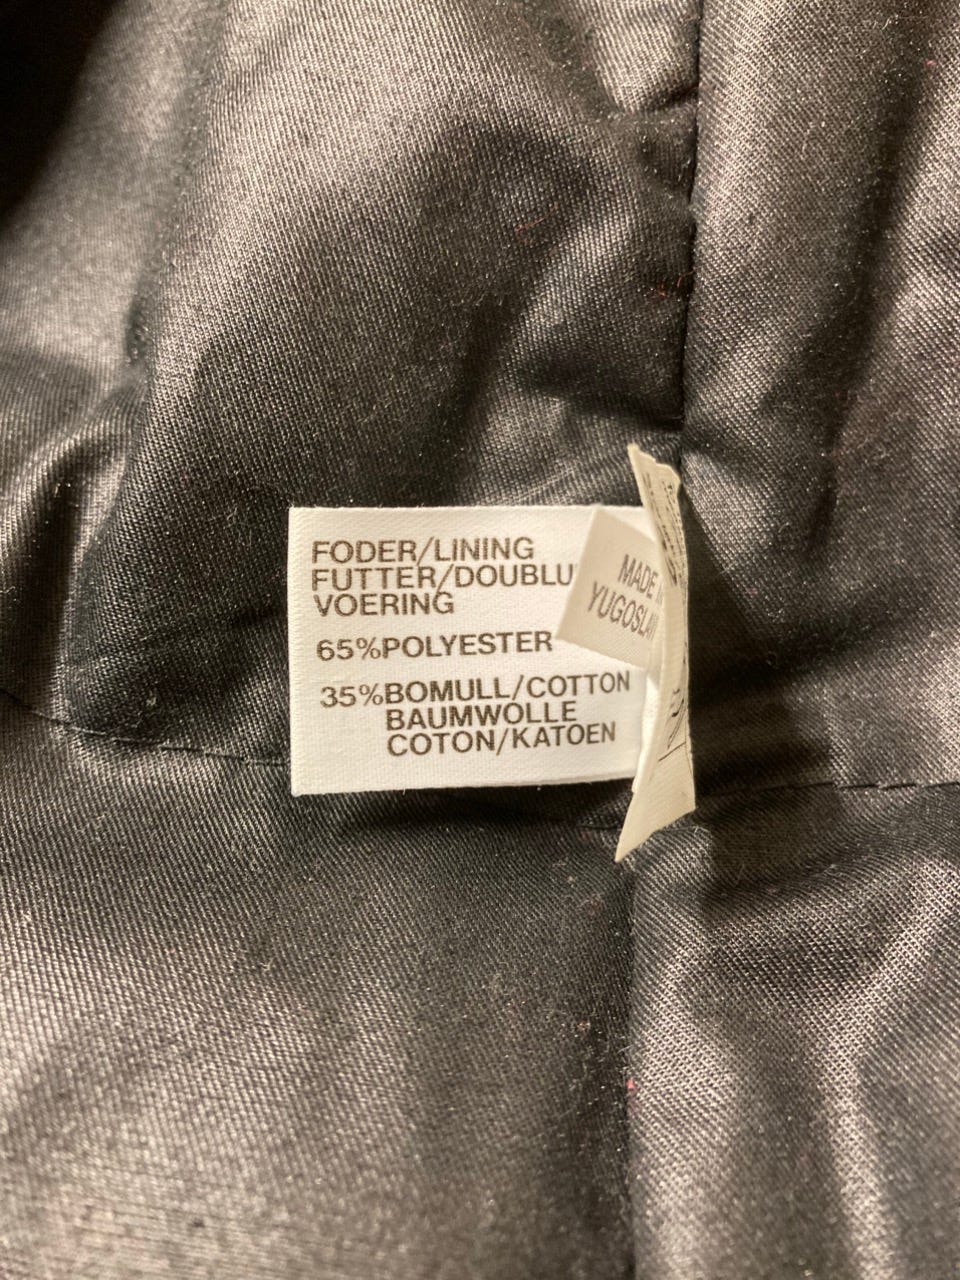 FODER/LINING
FUTTER/DOUBLU
VOERING
65%POLYESTER
35%BOMULL/COTTON
BAUMWOLLE
COTON/KATOEN
MADE
YUGOSLAV